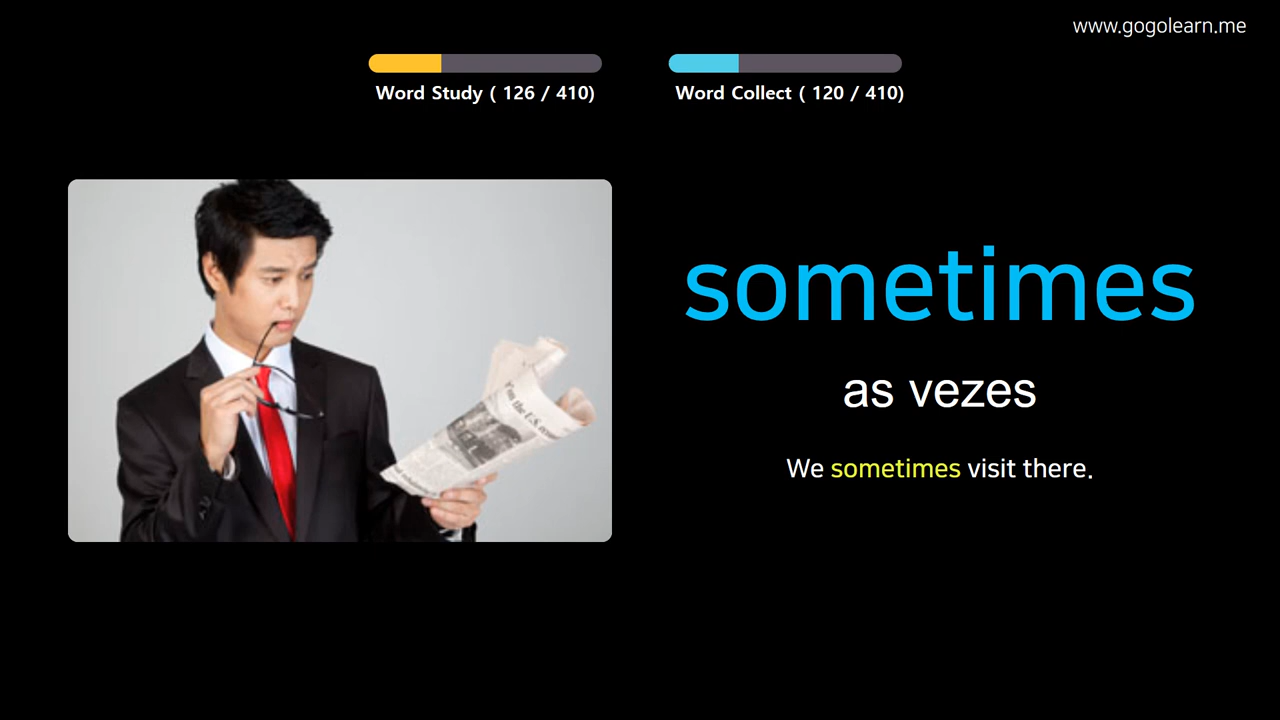 www.gogolearn.me
Word Study ( 126 / 410)
Word Collect ( 120 / 410)
sometimes
as vezes
We sometimes visit there.